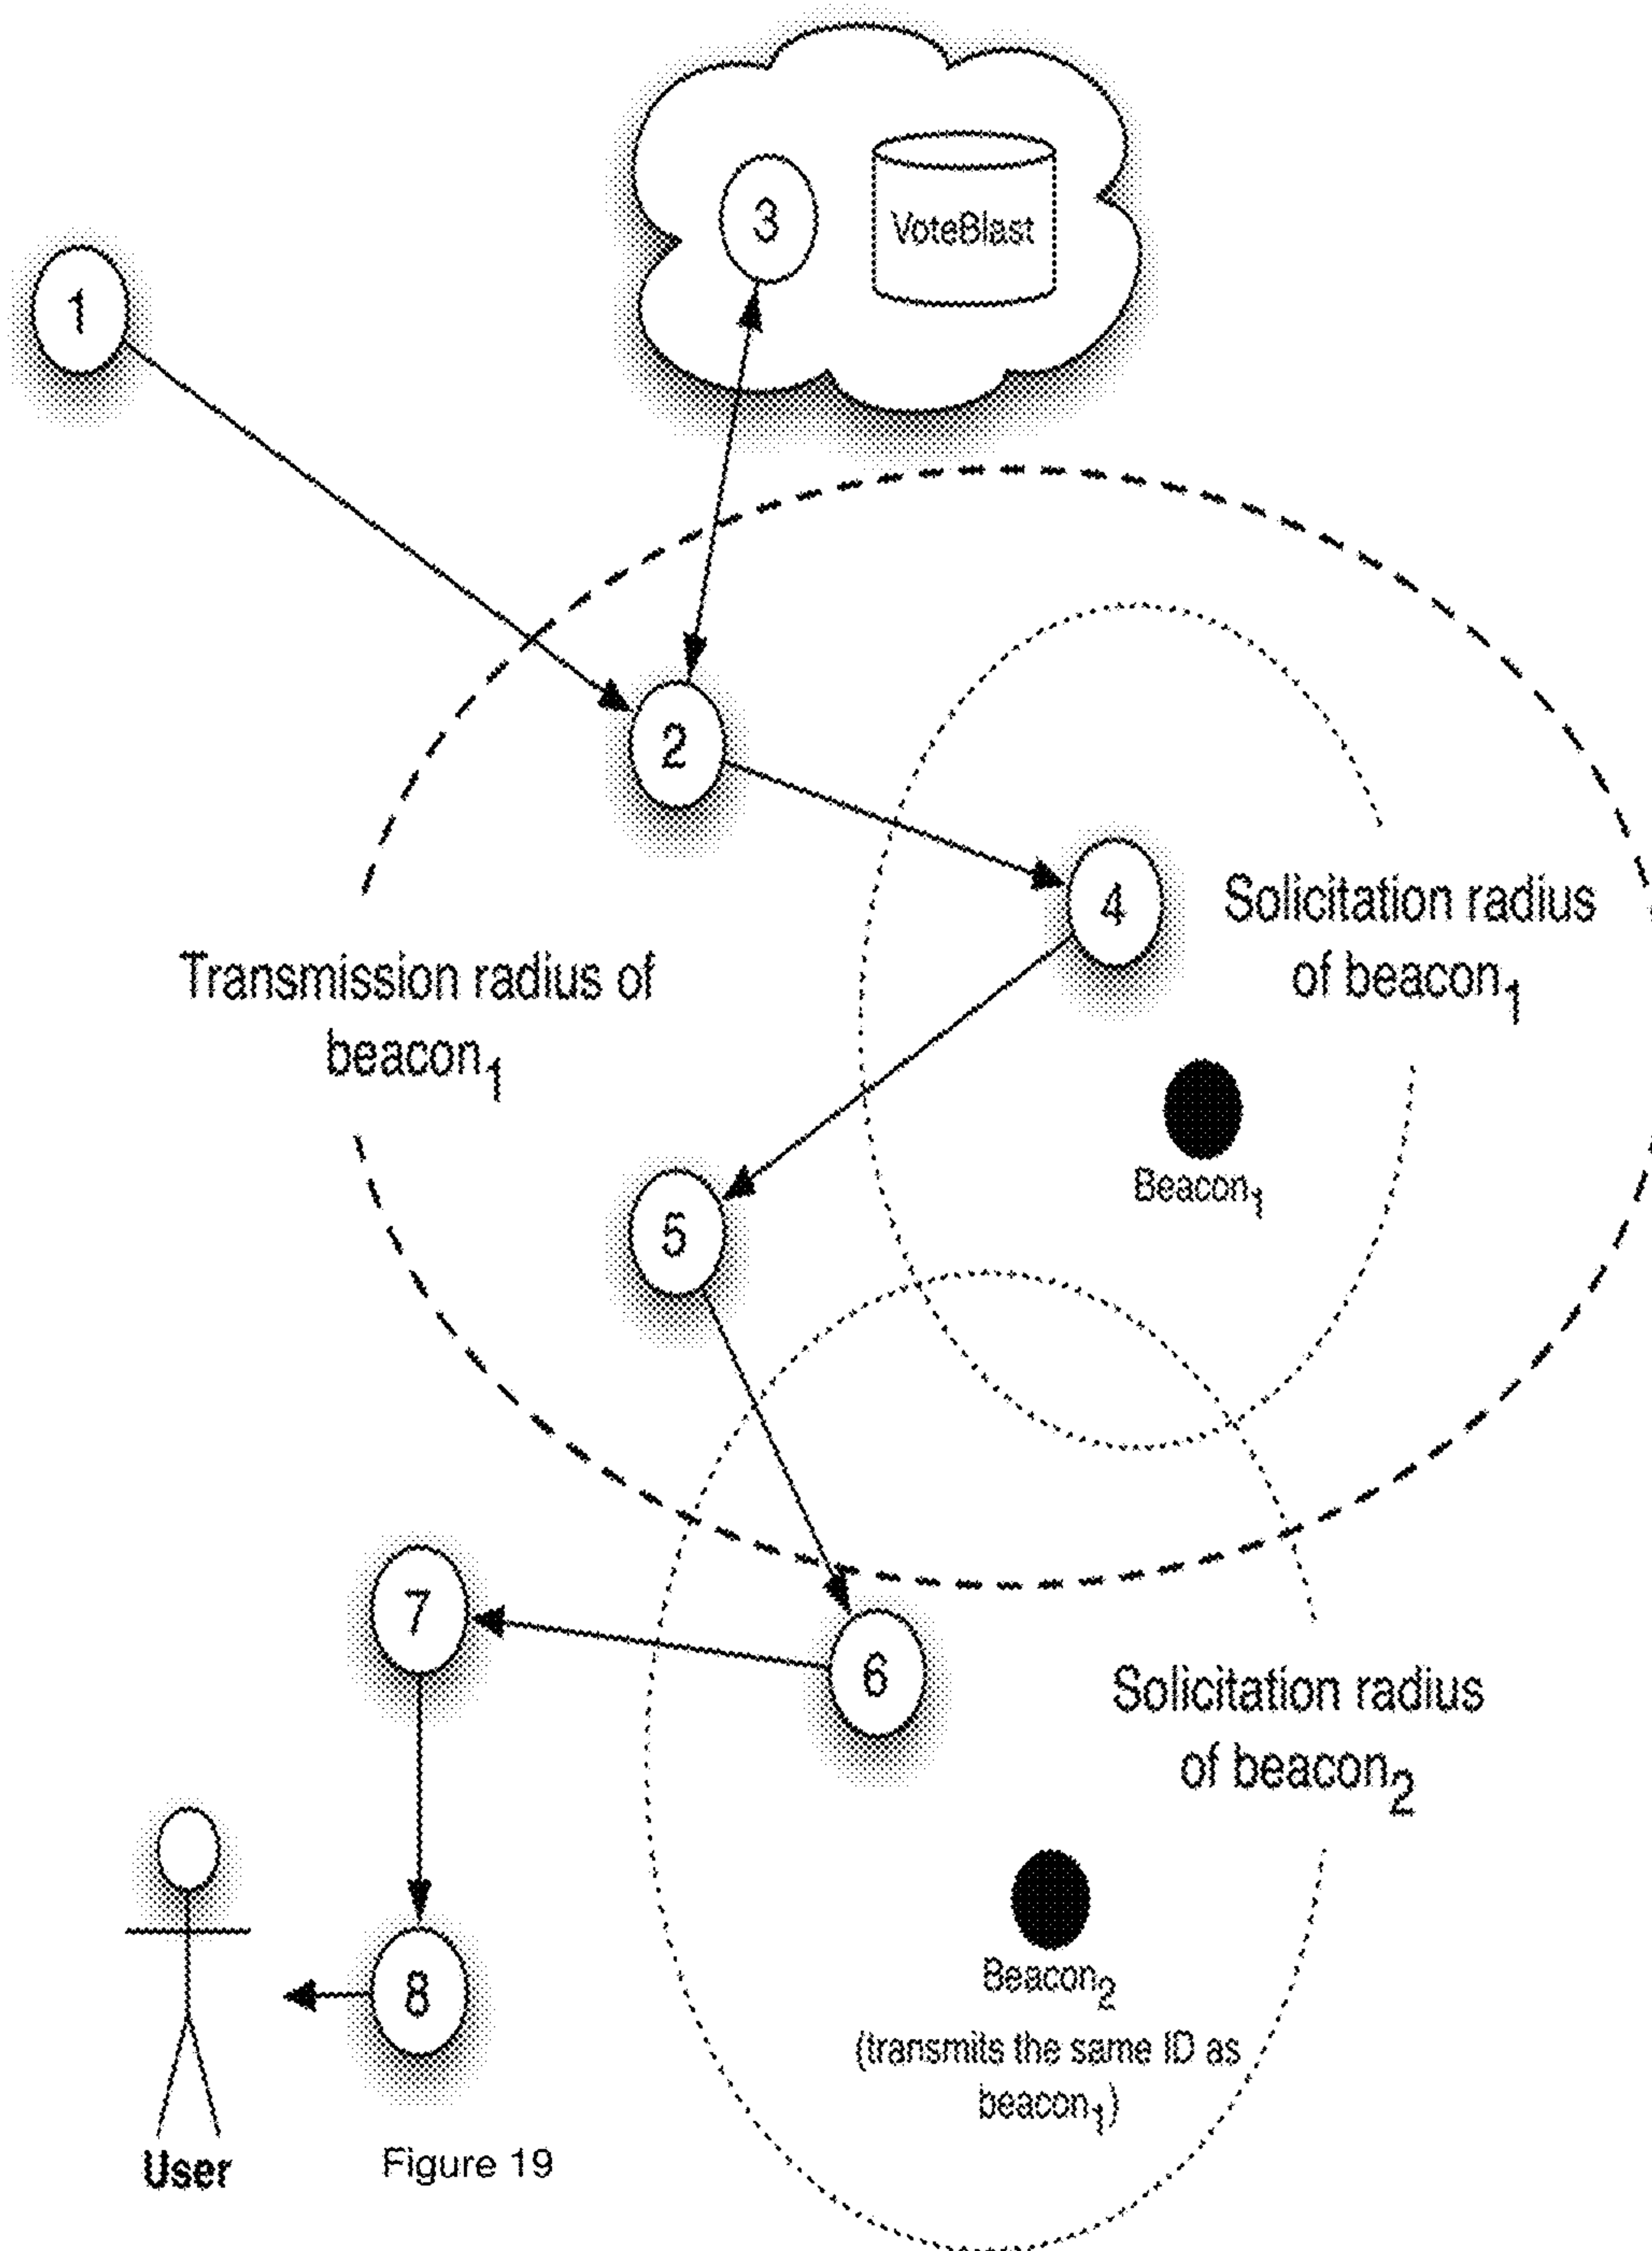 3
VoteBlast
1
2
4
Solicitation radius
of beacon₁
Transmission radius of
beacon₁
Beacon₁
5
7
6
Solicitation radius
of beacon₂
8
Beacon₂
(transmits the same ID as
beacon₁)
User
Figure 19